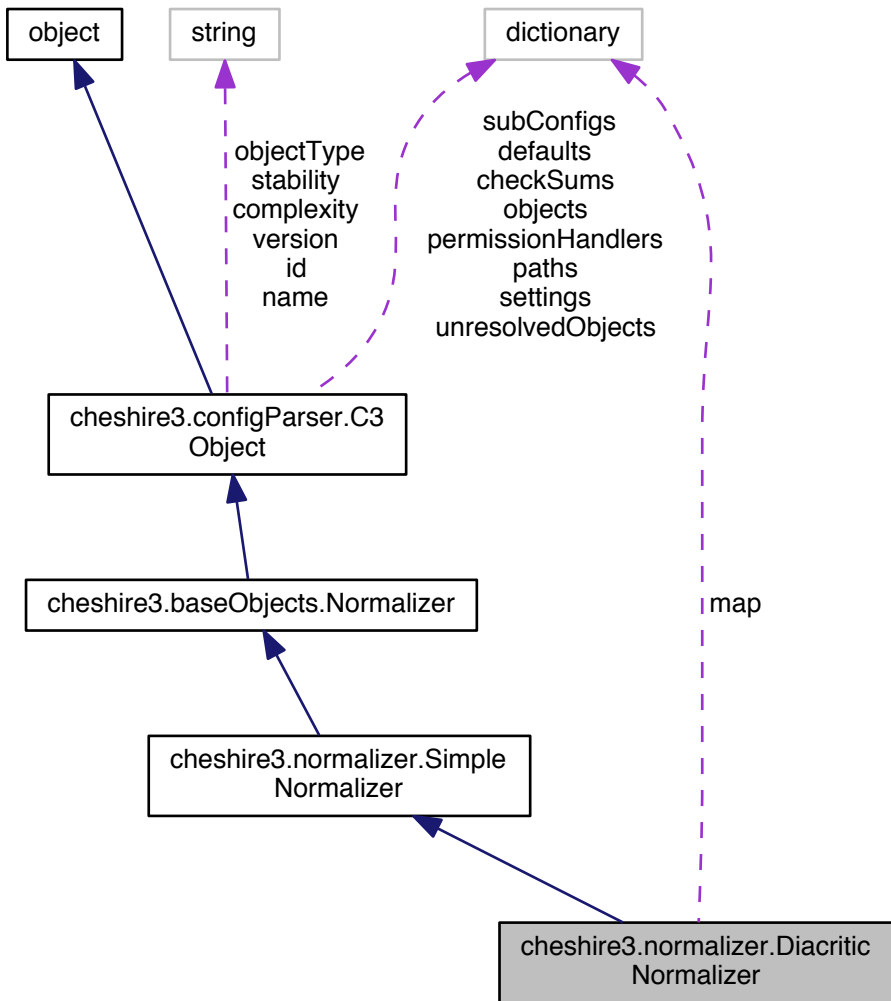 object
string
dictionary
objectType
stability
complexity
version
id
name
subConfigs
defaults
checkSums
objects
permissionHandlers
paths
settings
unresolvedObjects
cheshire3.configParser.C3
Object
cheshire3.baseObjects.Normalizer
map
cheshire3.normalizer.Simple
Normalizer
cheshire3.normalizer.Diacritic
Normalizer